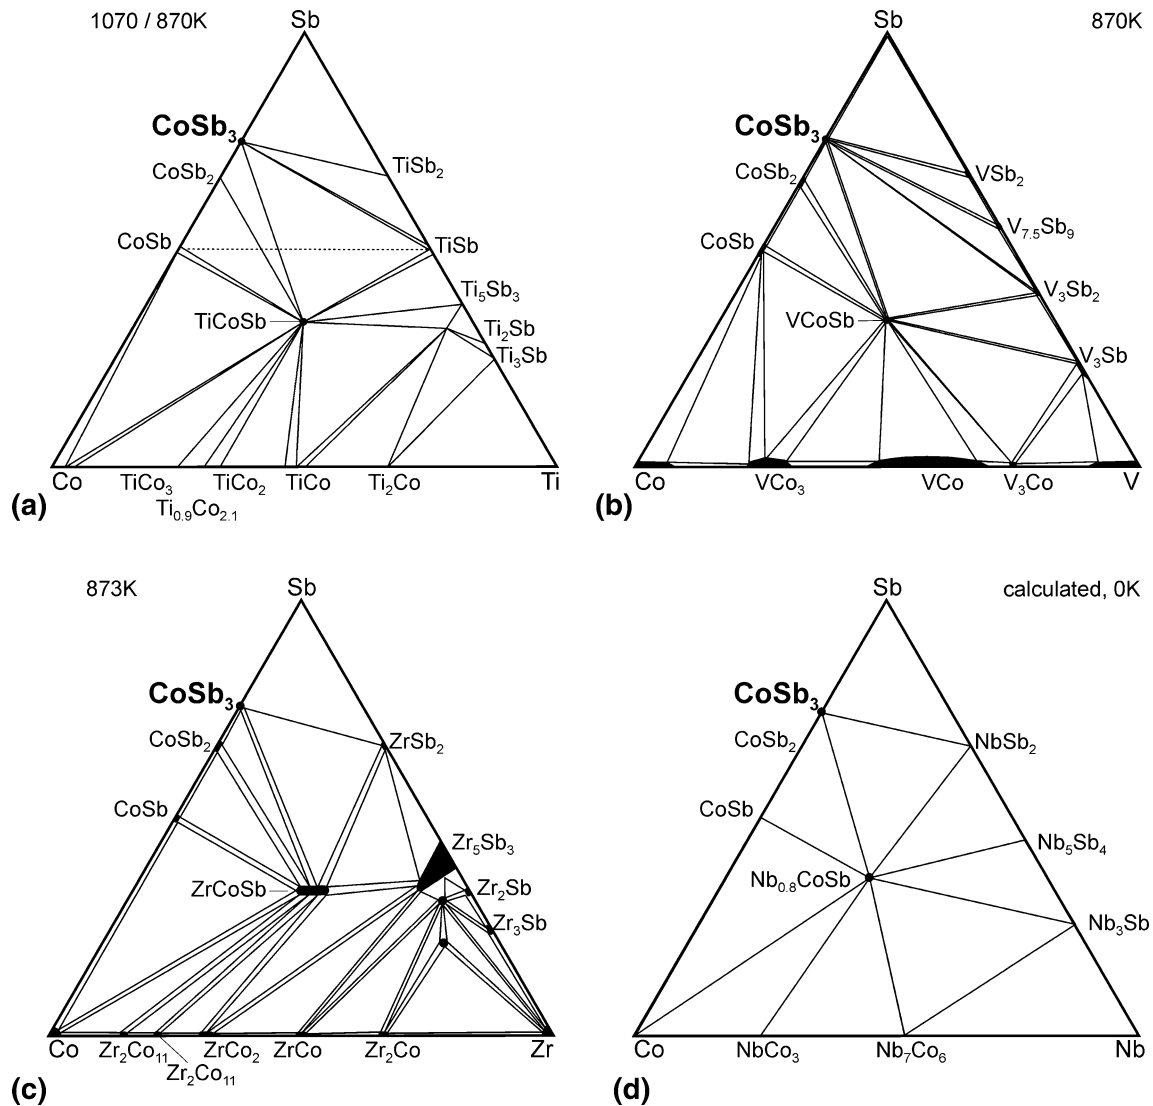 1070 / 870K
Sb
CoSb₃
CoSb₂
TiSb₂
CoSb
TiSb
Ti₅Sb₃
TiCoSb
Ti₂Sb
Ti₃Sb
Co
TiCo₃
TiCo₂
TiCo
Ti₂Co
Ti
Ti₀.₉Co₂.₁
(a)
Sb
870K
CoSb₃
CoSb₂
VSb₂
V₇.₅Sb₉
CoSb
V₃Sb₂
VCoSb
V₃Sb
Co
VCo₃
VCo
V₃Co
V
(b)
873K
Sb
CoSb₃
CoSb₂
ZrSb₂
CoSb
Zr₅Sb₃
ZrCoSb
Zr₂Sb
Zr₃Sb
Co
Zr₂Co₁₁
ZrCo₂
ZrCo
Zr₂Co
Zr
Zr₂Co₁₁
(c)
Sb
calculated, 0K
CoSb₃
CoSb₂
NbSb₂
CoSb
Nb₅Sb₄
Nb₀.₈CoSb
Nb₃Sb
Co
NbCo₃
Nb₇Co₆
Nb
(d)